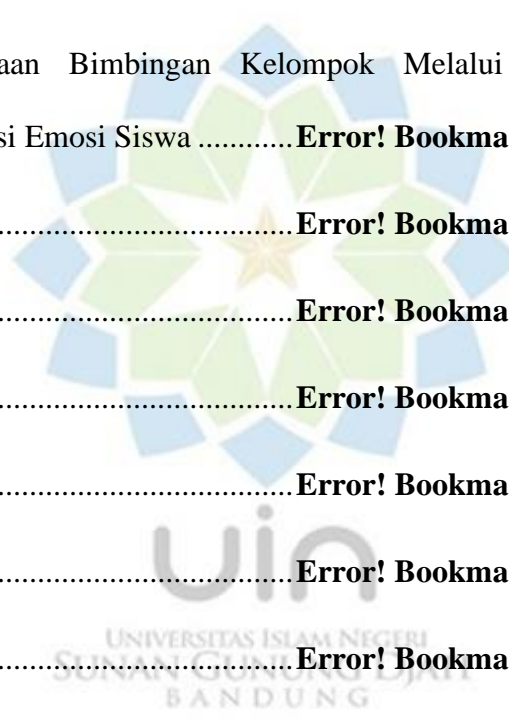 aan Bimbingan Kelompok Melalui
si Emosi Siswa ............Error! Bookma
....................................Error! Bookma
....................................Error! Bookma
....................................Error! Bookma
....................................Error! Bookma
....................................Error! Bookma
uin
UNIVERSITAS ISLAM NEGERI
....................................Error! Bookma
SUNAN GUNUNG DJATI
BANDUNG